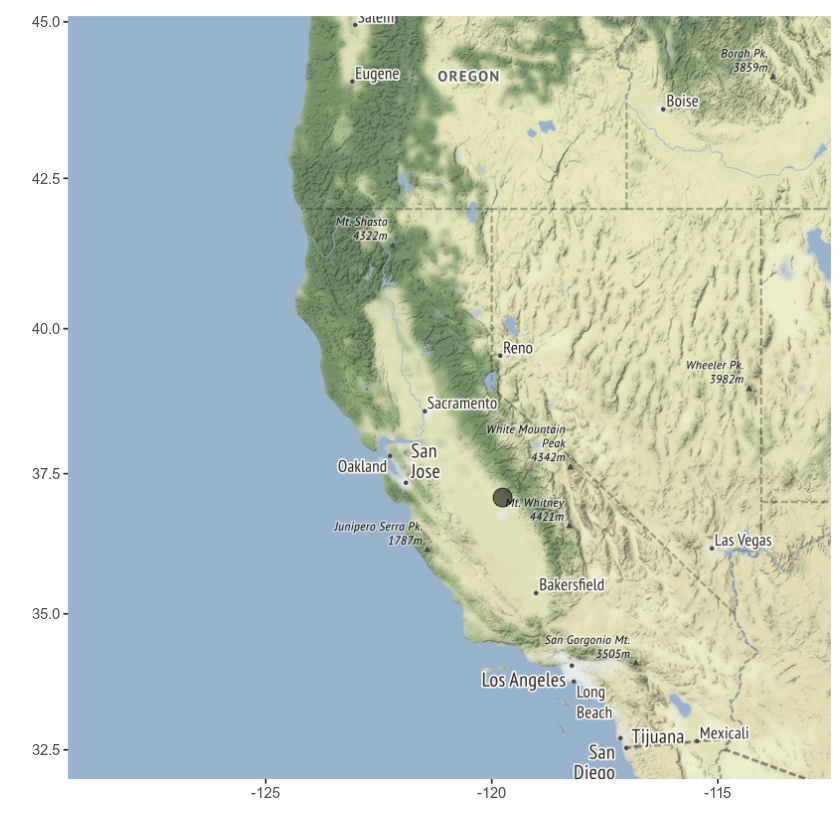 45.0
Salem
Borah Pk.
3859m
Eugene
OREGON
Boise
42.5
Mt. Shasta
4322m
40.0
Reno
Wheeler Pk.
3982m
Sacramento
White Mountain
Peak
4342m
San
Jose
Oakland
37.5
Mt. Whitney
4421m
Junipero Serra Pk.
1787m
Las Vegas
Bakersfield
35.0
San Gorgonio Mt.
3505m
Los Angeles
Long
Beach
32.5
Tijuana
Mexicali
San
Diego
-125
-120
-115